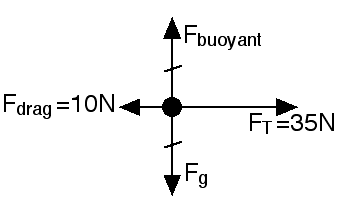 Fbuoyant
Fdrag =10N
FT =35N
Fg